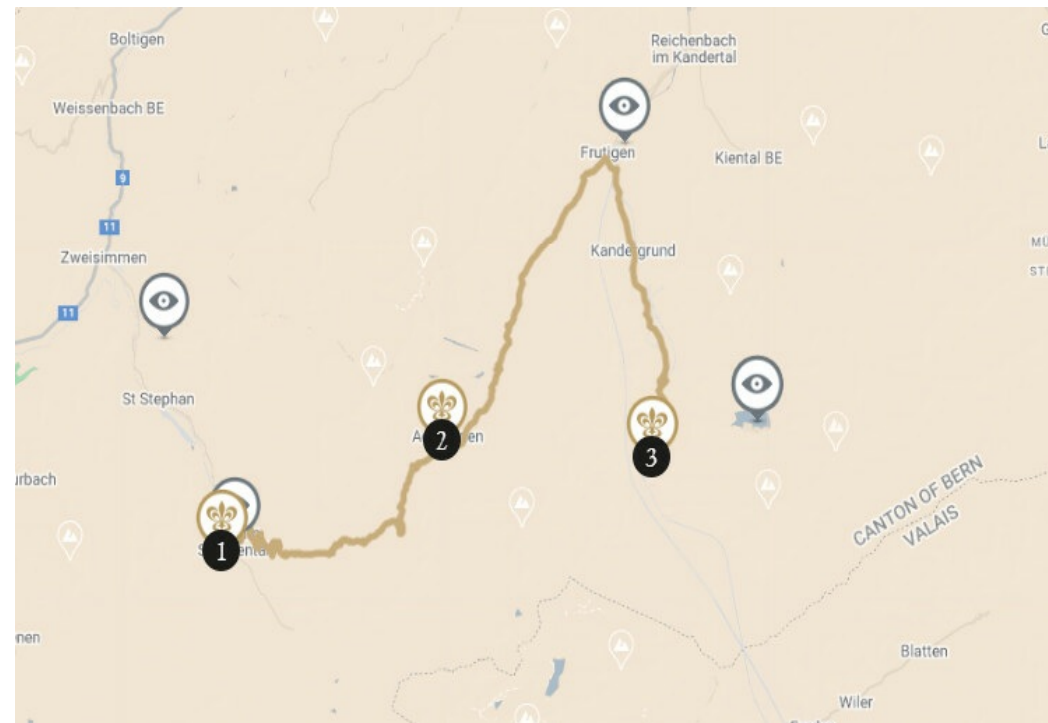 Boltigen
Reichenbach
im Kandertal
Weissenbach BE
Frutigen
Kiental BE
9
11
Zweisimmen
Kandergrund
11
St Stephan
2
3
1
CANTON OF BERN
VALAIS
Blatten
Wiler